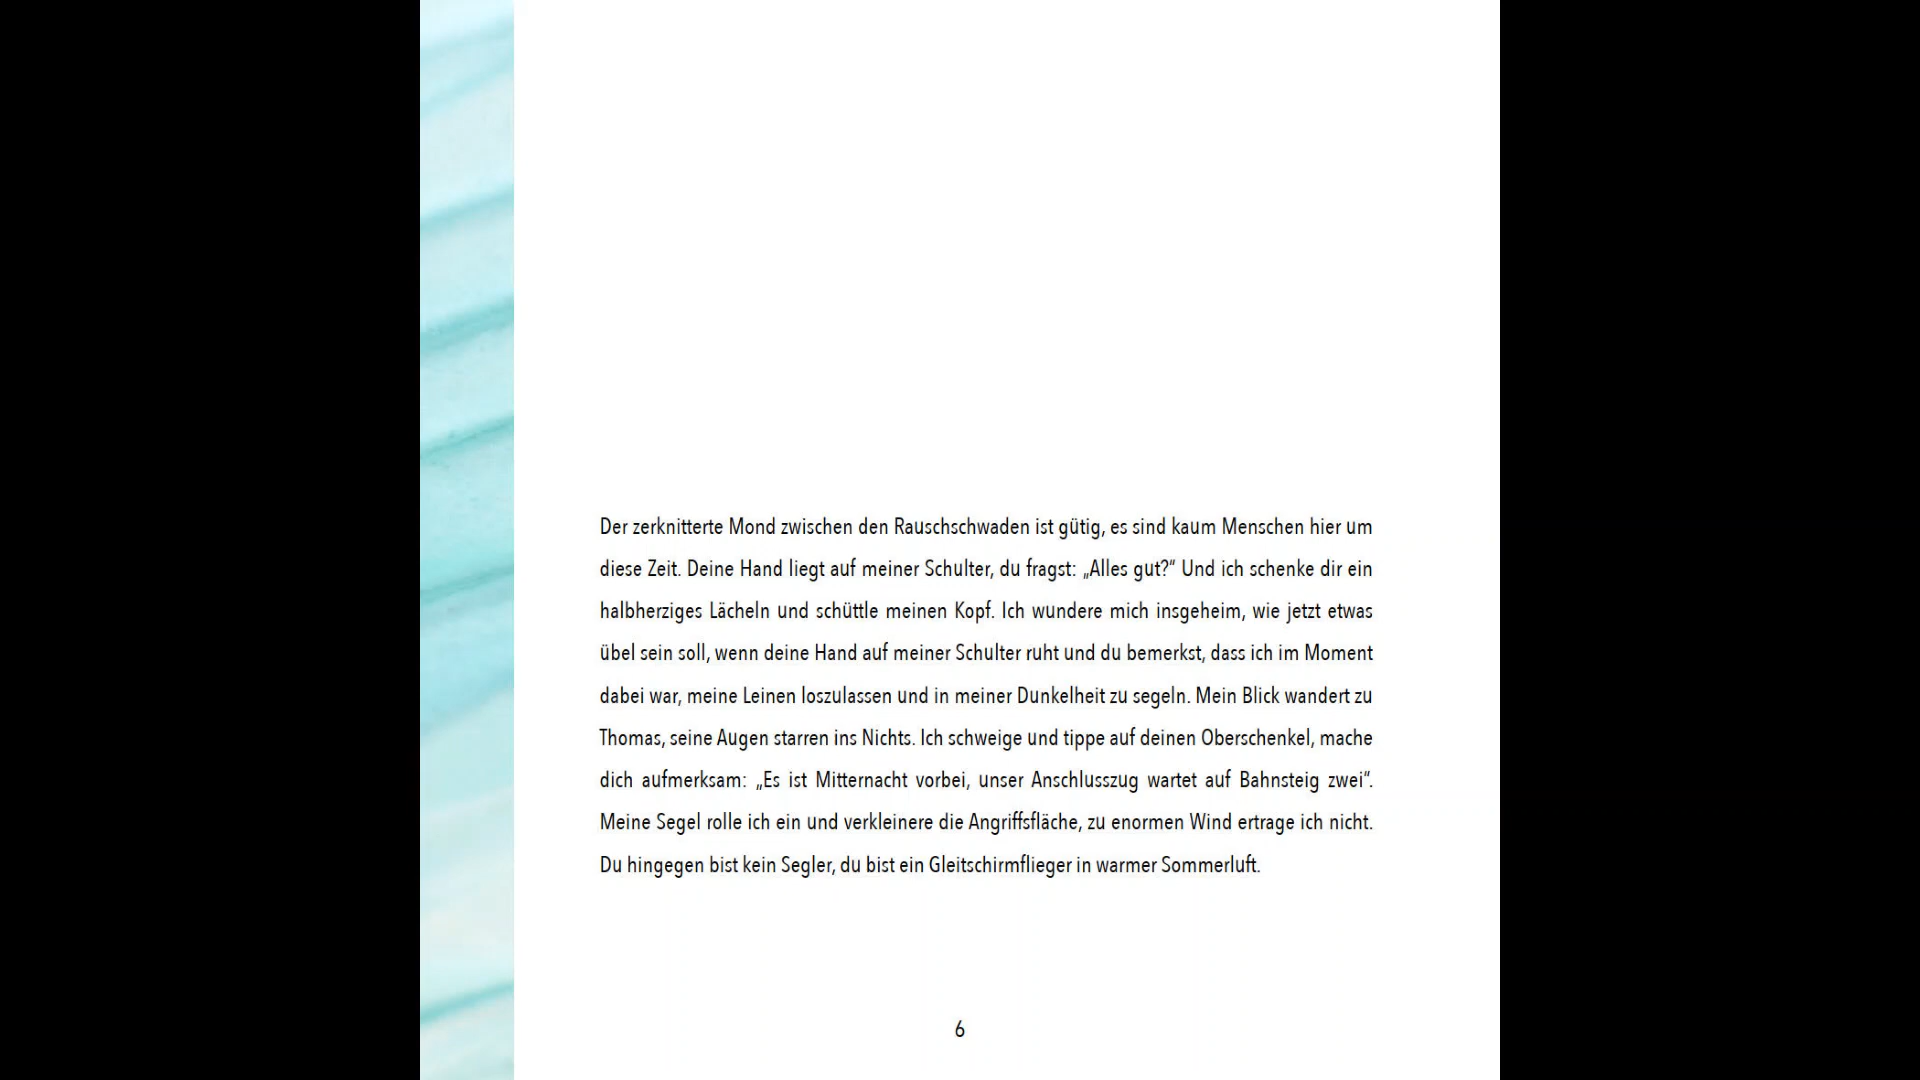 Der zerknitterte Mond zwischen den Rauschschwaden ist gütig, es sind kaum Menschen hier um
diese Zeit. Deine Hand liegt auf meiner Schulter, du fragst: „Alles gut?“ Und ich schenke dir ein
halbherziges Lächeln und schüttle meinen Kopf. Ich wundere mich insgeheim, wie jetzt etwas
übel sein soll, wenn deine Hand auf meiner Schulter ruht und du bemerkst, dass ich im Moment
dabei war, meine Leinen loszulassen und in meiner Dunkelheit zu segeln. Mein Blick wandert zu
Thomas, seine Augen starren ins Nichts. Ich schweige und tippe auf deinen Oberschenkel, mache
dich aufmerksam: „Es ist Mitternacht vorbei, unser Anschlusszug wartet auf Bahnsteig zwei“.
Meine Segel rolle ich ein und verkleinere die Angriffsfläche, zu enormen Wind ertrage ich nicht.
Du hingegen bist kein Segler, du bist ein Gleitschirmflieger in warmer Sommerluft.
6